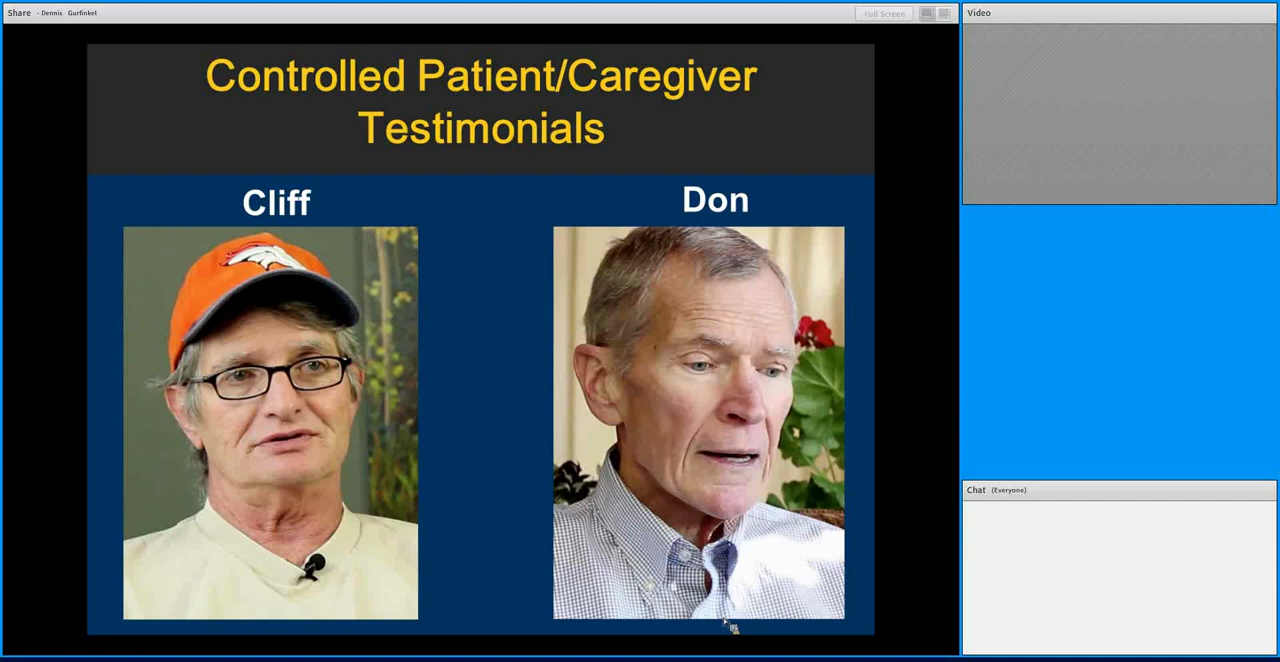 Share - Dennis Gurfinkel
Full Screen
Video
Controlled Patient/Caregiver
Testimonials
Cliff
Don
Chat (Everyone)